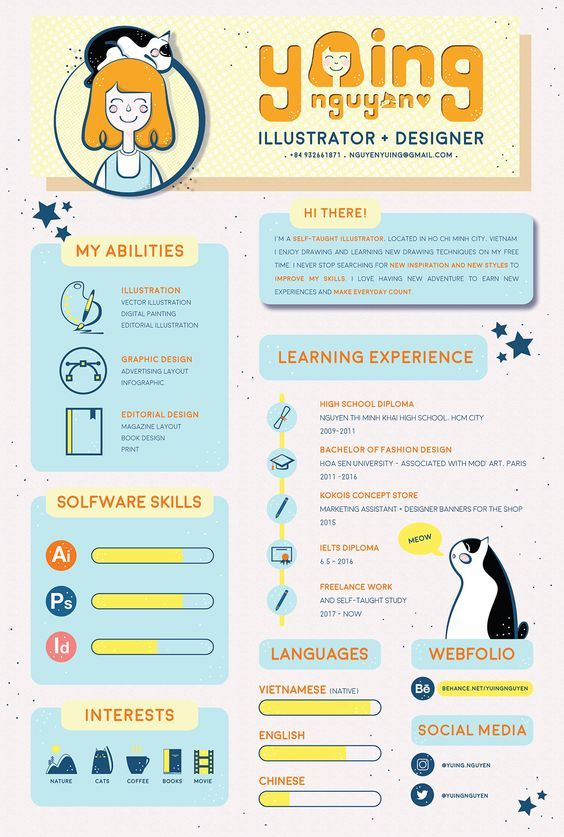 yuing
nguyen
ILLUSTRATOR + DESIGNER
. +84 932661871 . NGUYENYUING@GMAIL.COM .
HI THERE!
I'M A SELF-TAUGHT ILLUSTRATOR, LOCATED IN HO CHI MINH CITY, VIETNAM.
I ENJOY DRAWING AND LEARNING NEW DRAWING TECHNIQUES ON MY FREE
TIME. I NEVER STOP SEARCHING FOR NEW INSPIRATION AND NEW STYLES TO
IMPROVE MY SKILLS. I LOVE HAVING NEW ADVENTURE TO EARN NEW
EXPERIENCES AND MAKE EVERYDAY COUNT.
MY ABILITIES
ILLUSTRATION
VECTOR ILLUSTRATION
DIGITAL PAINTING
EDITORIAL ILLUSTRATION
GRAPHIC DESIGN
ADVERTISING LAYOUT
INFOGRAPHIC
EDITORIAL DESIGN
MAGAZINE LAYOUT
BOOK DESIGN
PRINT
SOLFWARE SKILLS
Ai
Ps
Id
INTERESTS
NATURE
CATS
COFFEE
BOOKS
MOVIE
LEARNING EXPERIENCE
HIGH SCHOOL DIPLOMA
NGUYEN THI MINH KHAI HIGH SCHOOL. HCM CITY
2009-2011
BACHELOR OF FASHION DESIGN
HOA SEN UNIVERSITY - ASSOCIATED WITH MOD' ART. PARIS
2011 -2016
KOKOIS CONCEPT STORE
MARKETING ASSISTANT + DESIGNER BANNERS FOR THE SHOP
2015
IELTS DIPLOMA
6.5 - 2016
FREELANCE WORK
AND SELF-TAUGHT STUDY
2017 - NOW
MEOW
LANGUAGES
VIETNAMESE (NATIVE)
ENGLISH
CHINESE
WEBFOLIO
Bē
BEHANCE.NET/YUINGNGUYEN
SOCIAL MEDIA
@YUING.NGUYEN
@YUINGNGUYEN